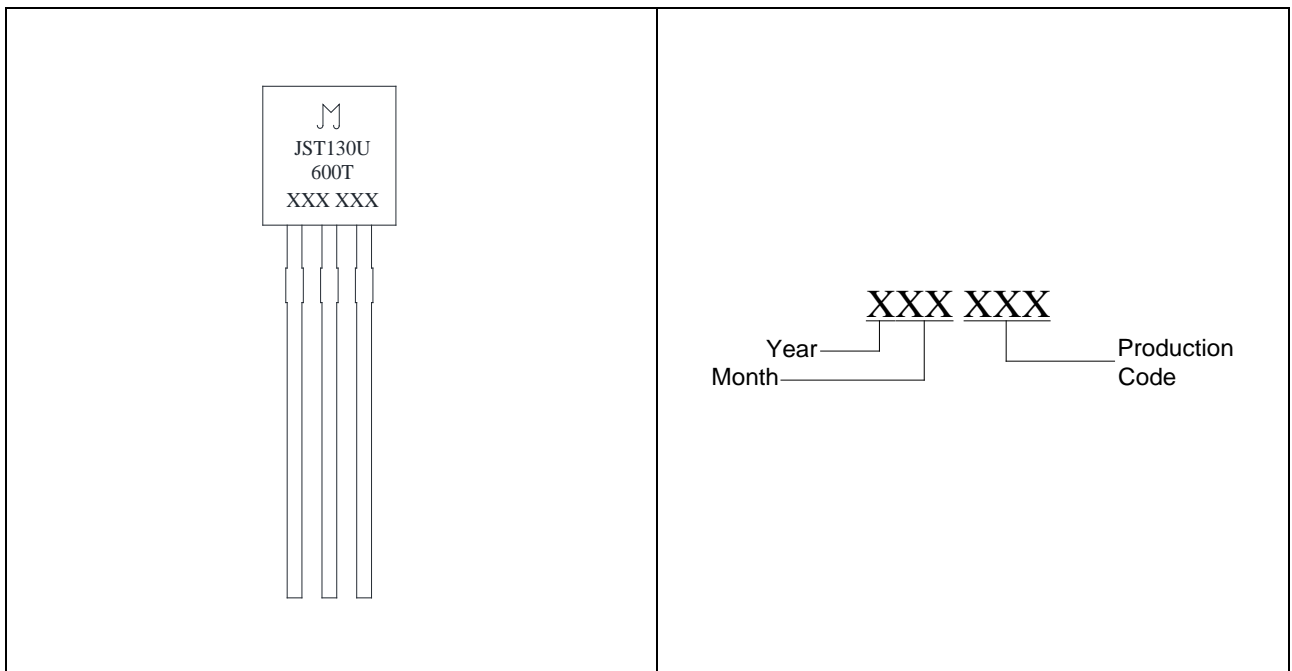 JST130U
600T
XXX XXX
XXX XXX
Year
Month
Production
Code